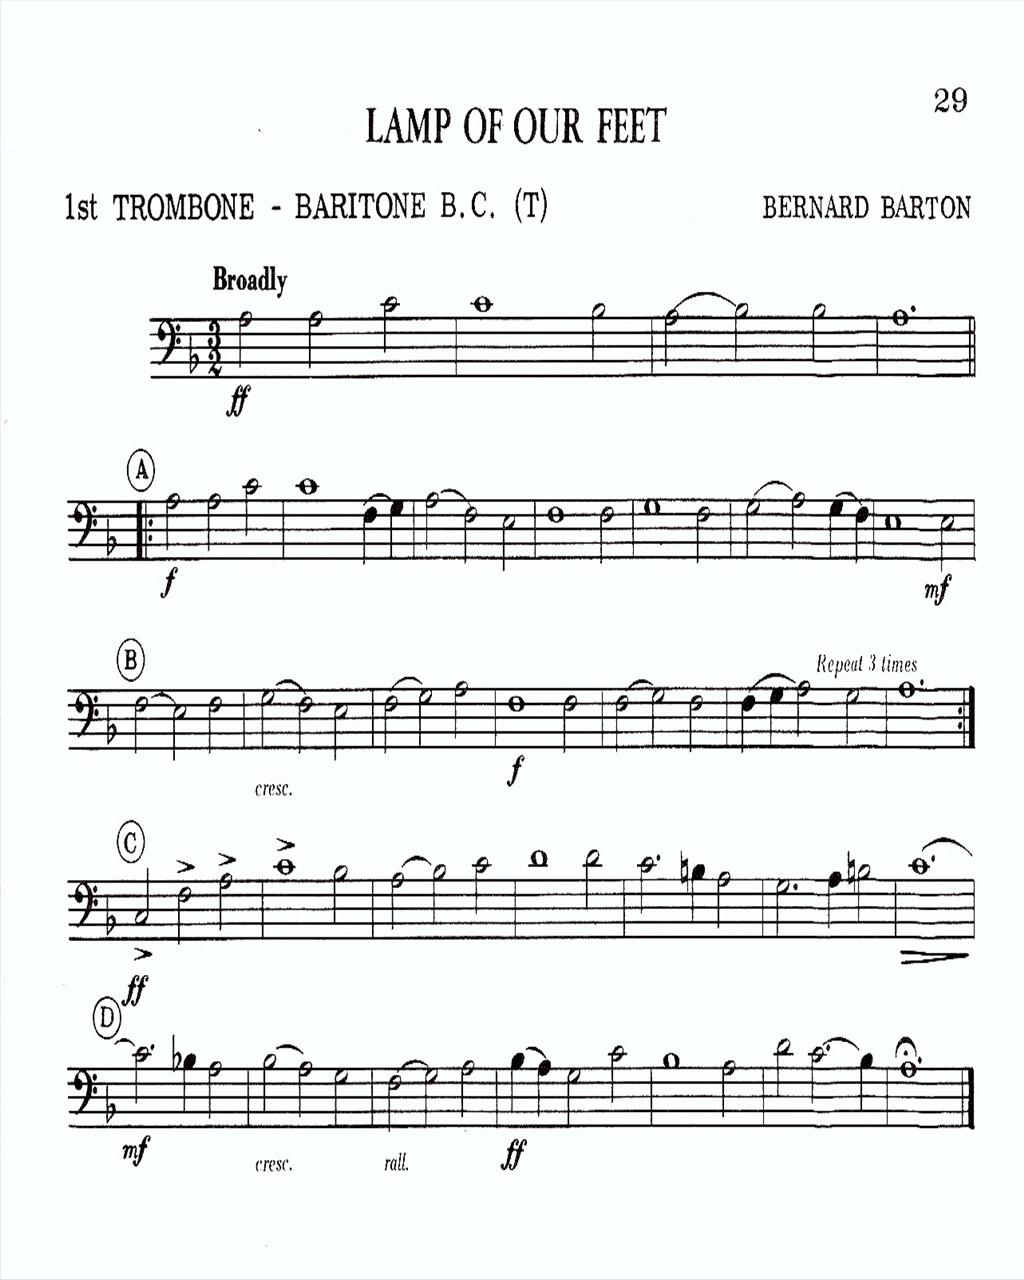 29
LAMP OF OUR FEET
1st TROMBONE - BARITONE B.C. (T)
BERNARD BARTON
Broadly
3
2
ff
A
f
mf
B
Repeat 3 times
f
cresc.
C
ff
D
mf
cresc.
rall.
ff